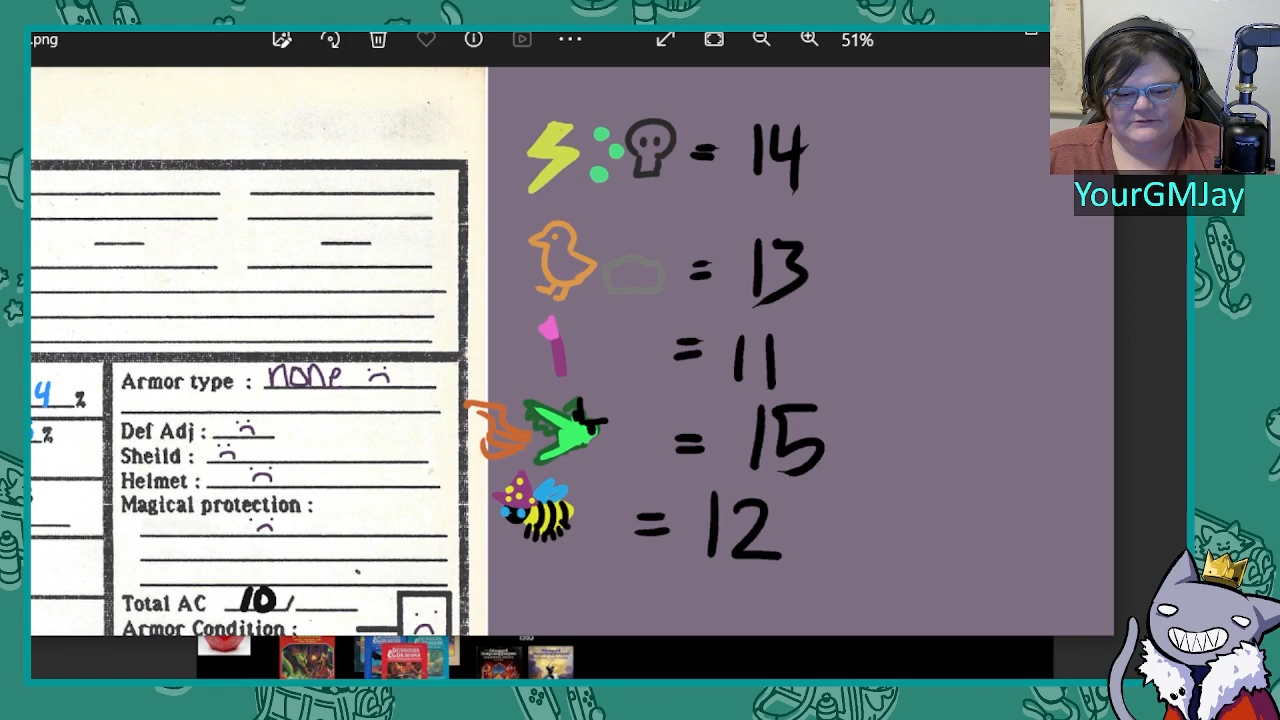 .png
51%
YourGMJay
= 14
= 13
= 11
= 15
= 12
4 %
%
Armor type : none
Def Adj :
Sheild :
Helmet :
Magical protection :
Total AC 10 /
Armor Condition :